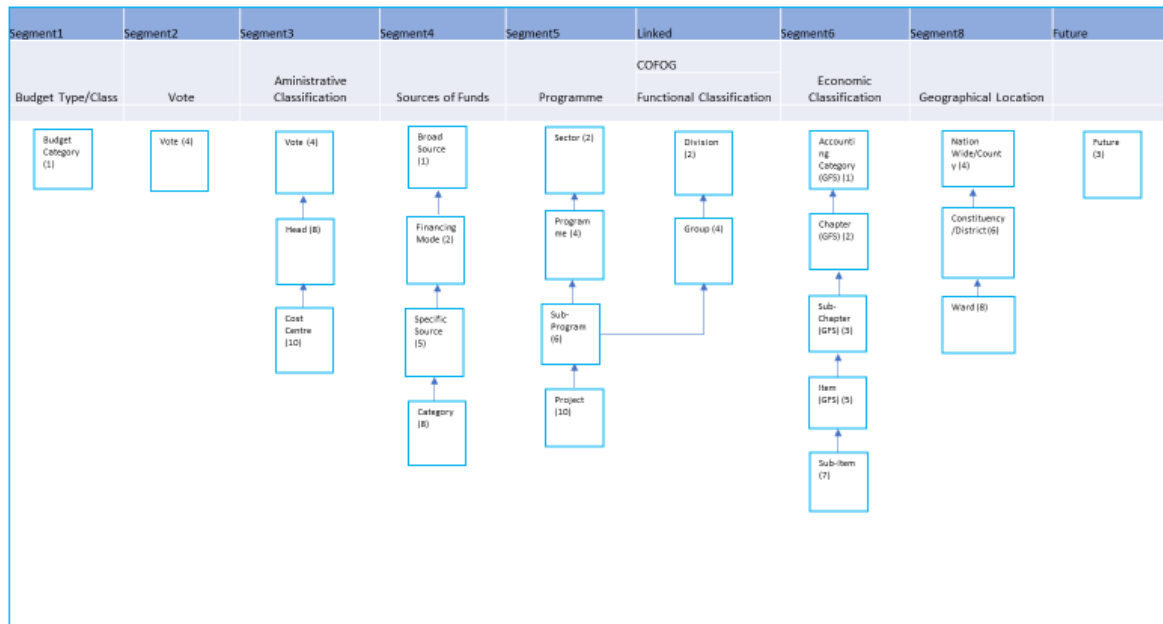 Segment1 Segment2 Segment3 Segment4 Segment5 Linked Segment6 Segment8 Future
COFOG
Budget Type/Class Vote Aministrative Classification Sources of Funds Programme Functional Classification Economic Classification Geographical Location
Budget
Category
(1)
Vote (4)
Vote (4)
Head (8)
Cost
Centre
(10)
Broad
Source
(1)
Financing
Mode (2)
Specific
Source
(5)
Category
(8)
Sector (2)
Program
me (4)
Sub-
Program
(6)
Project
(10)
Division
(2)
Group (4)
Accounti
ng
Category
(GFS) (1)
Chapter
(GFS) (2)
Sub-
Chapter
(GFS) (3)
Item
(GFS) (5)
Sub-Item
(7)
Nation
Wide/Count
y (4)
Constituency
/District(6)
Ward (8)
Future
(3)